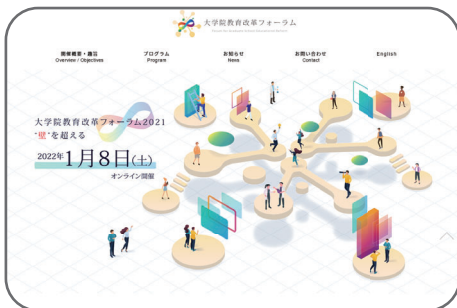 大学院教育改革フォーラム
開催概要・趣旨
Overview / Objectives
プログラム
Program
お知らせ
News
お問い合わせ
Contact
English
大学院教育改革フォーラム2021
“壁”を超える
2022年1月8日(土)
オンライン開催